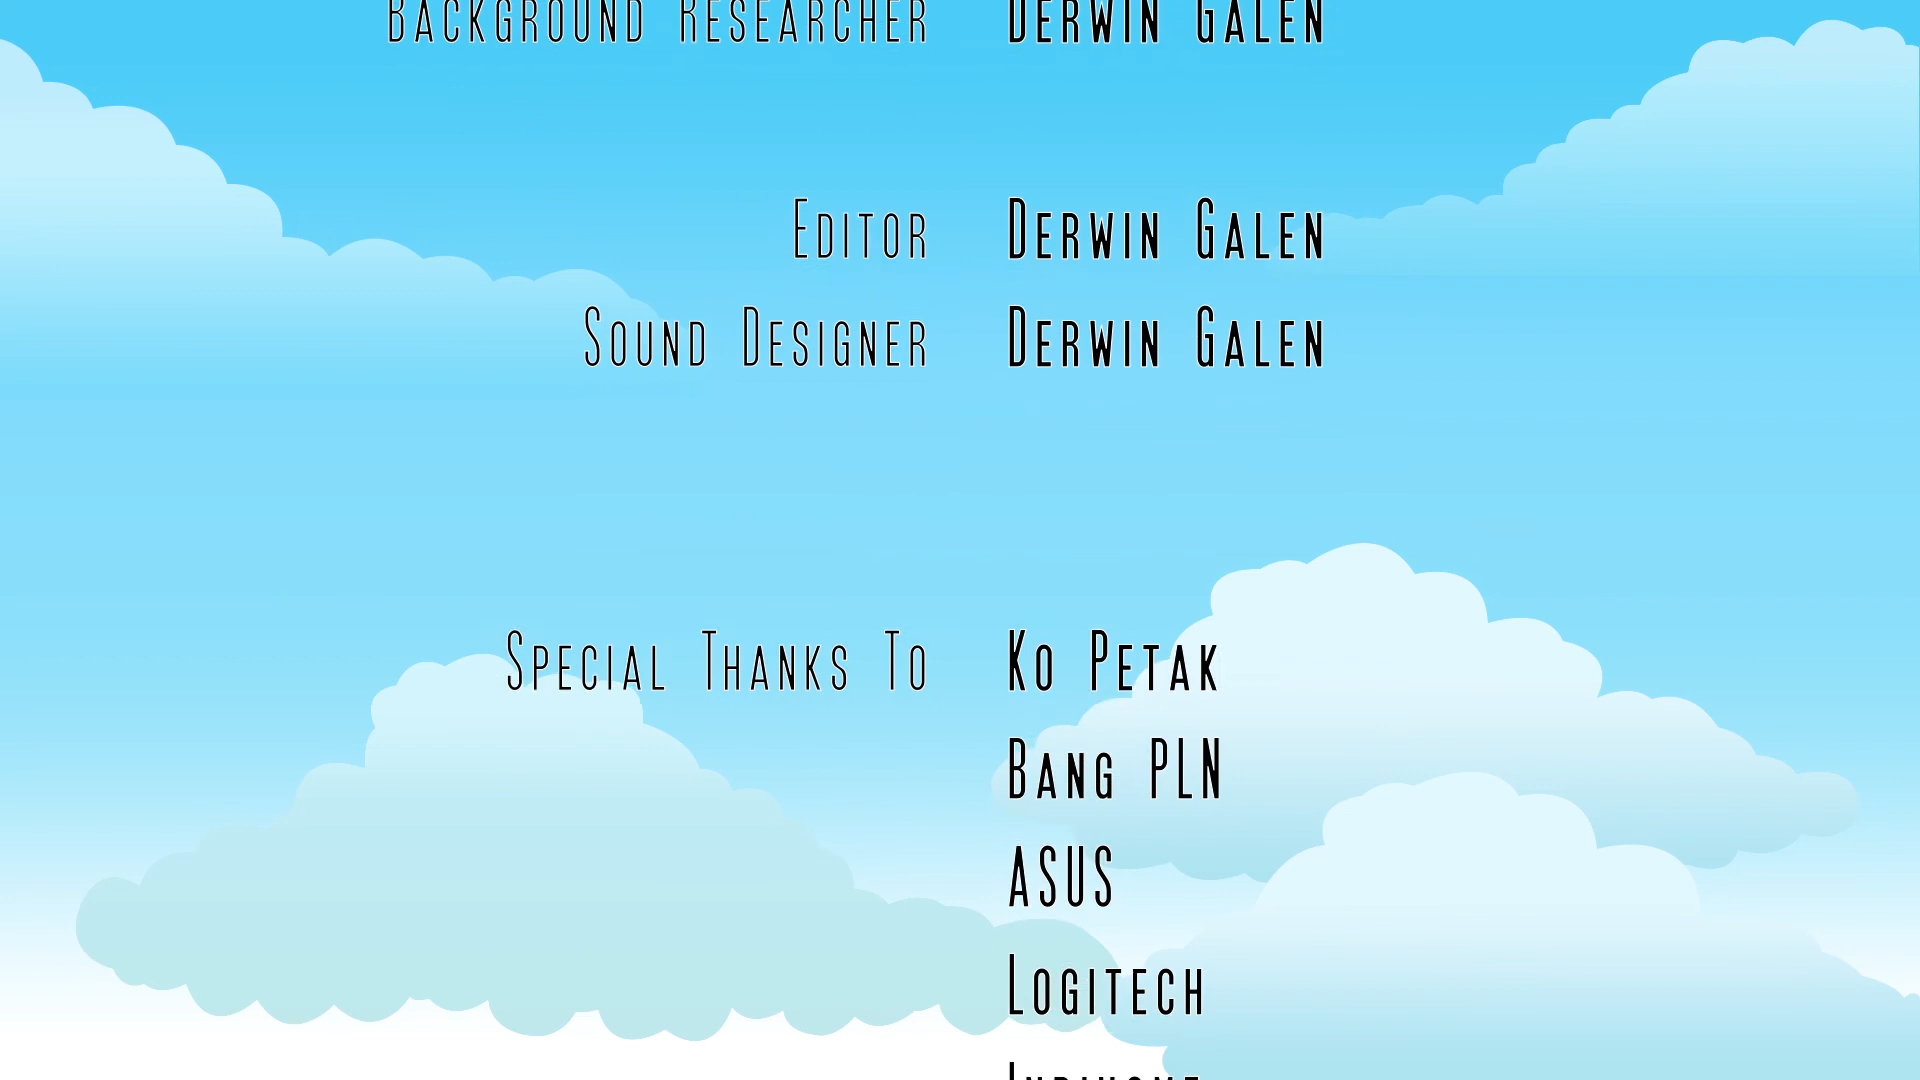 Background Researcher Derwin Galen
Editor Derwin Galen
Sound Designer Derwin Galen
Special Thanks To Ko Petak
Bang PLN
ASUS
Logitech